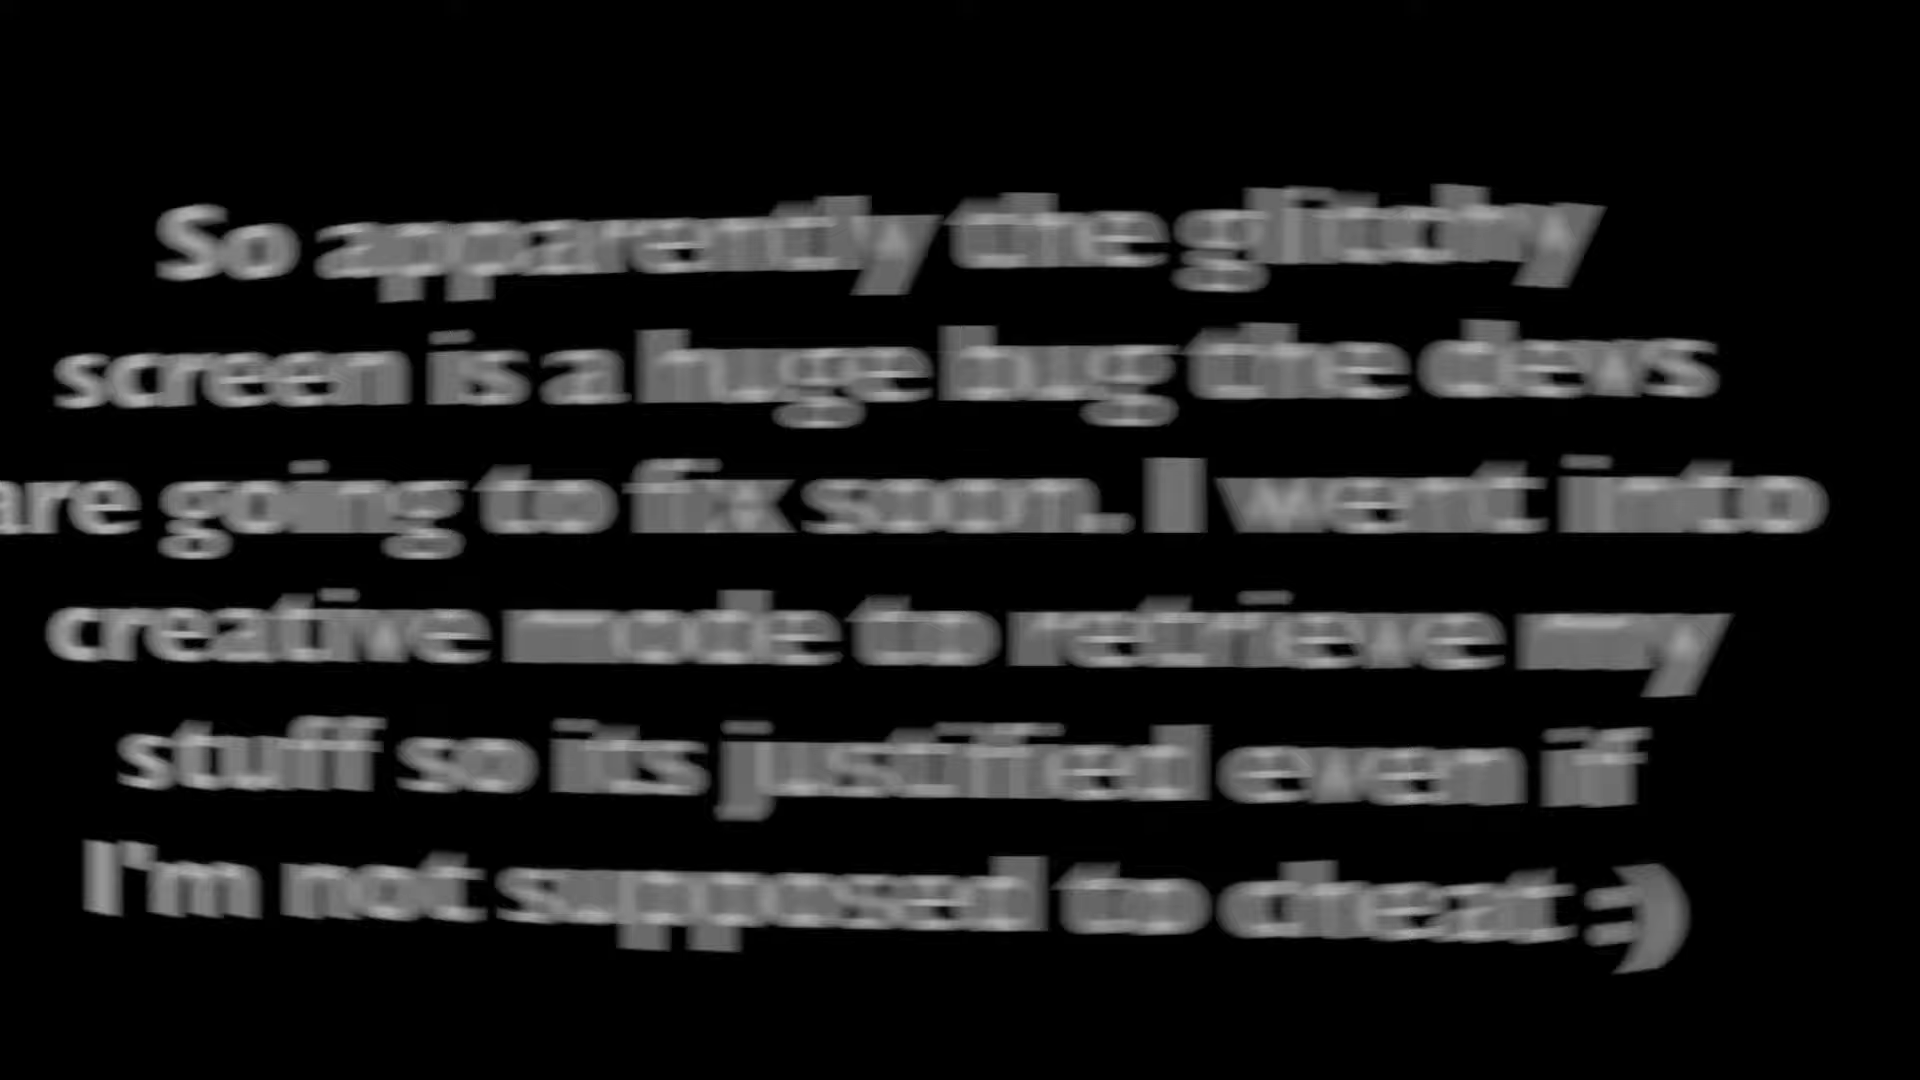 So apparently the glitchy
screen is a huge bug the devs
are going to fix soon. I went into
creative mode to retrieve my
stuff so its justified even if
I'm not supposed to cheat :)